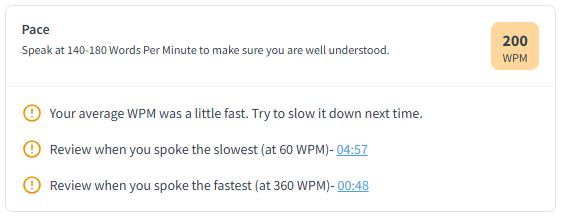 Pace
Speak at 140-180 Words Per Minute to make sure you are well understood.
200
WPM
Your average WPM was a little fast. Try to slow it down next time.
Review when you spoke the slowest (at 60 WPM)- 04:57
Review when you spoke the fastest (at 360 WPM)- 00:48